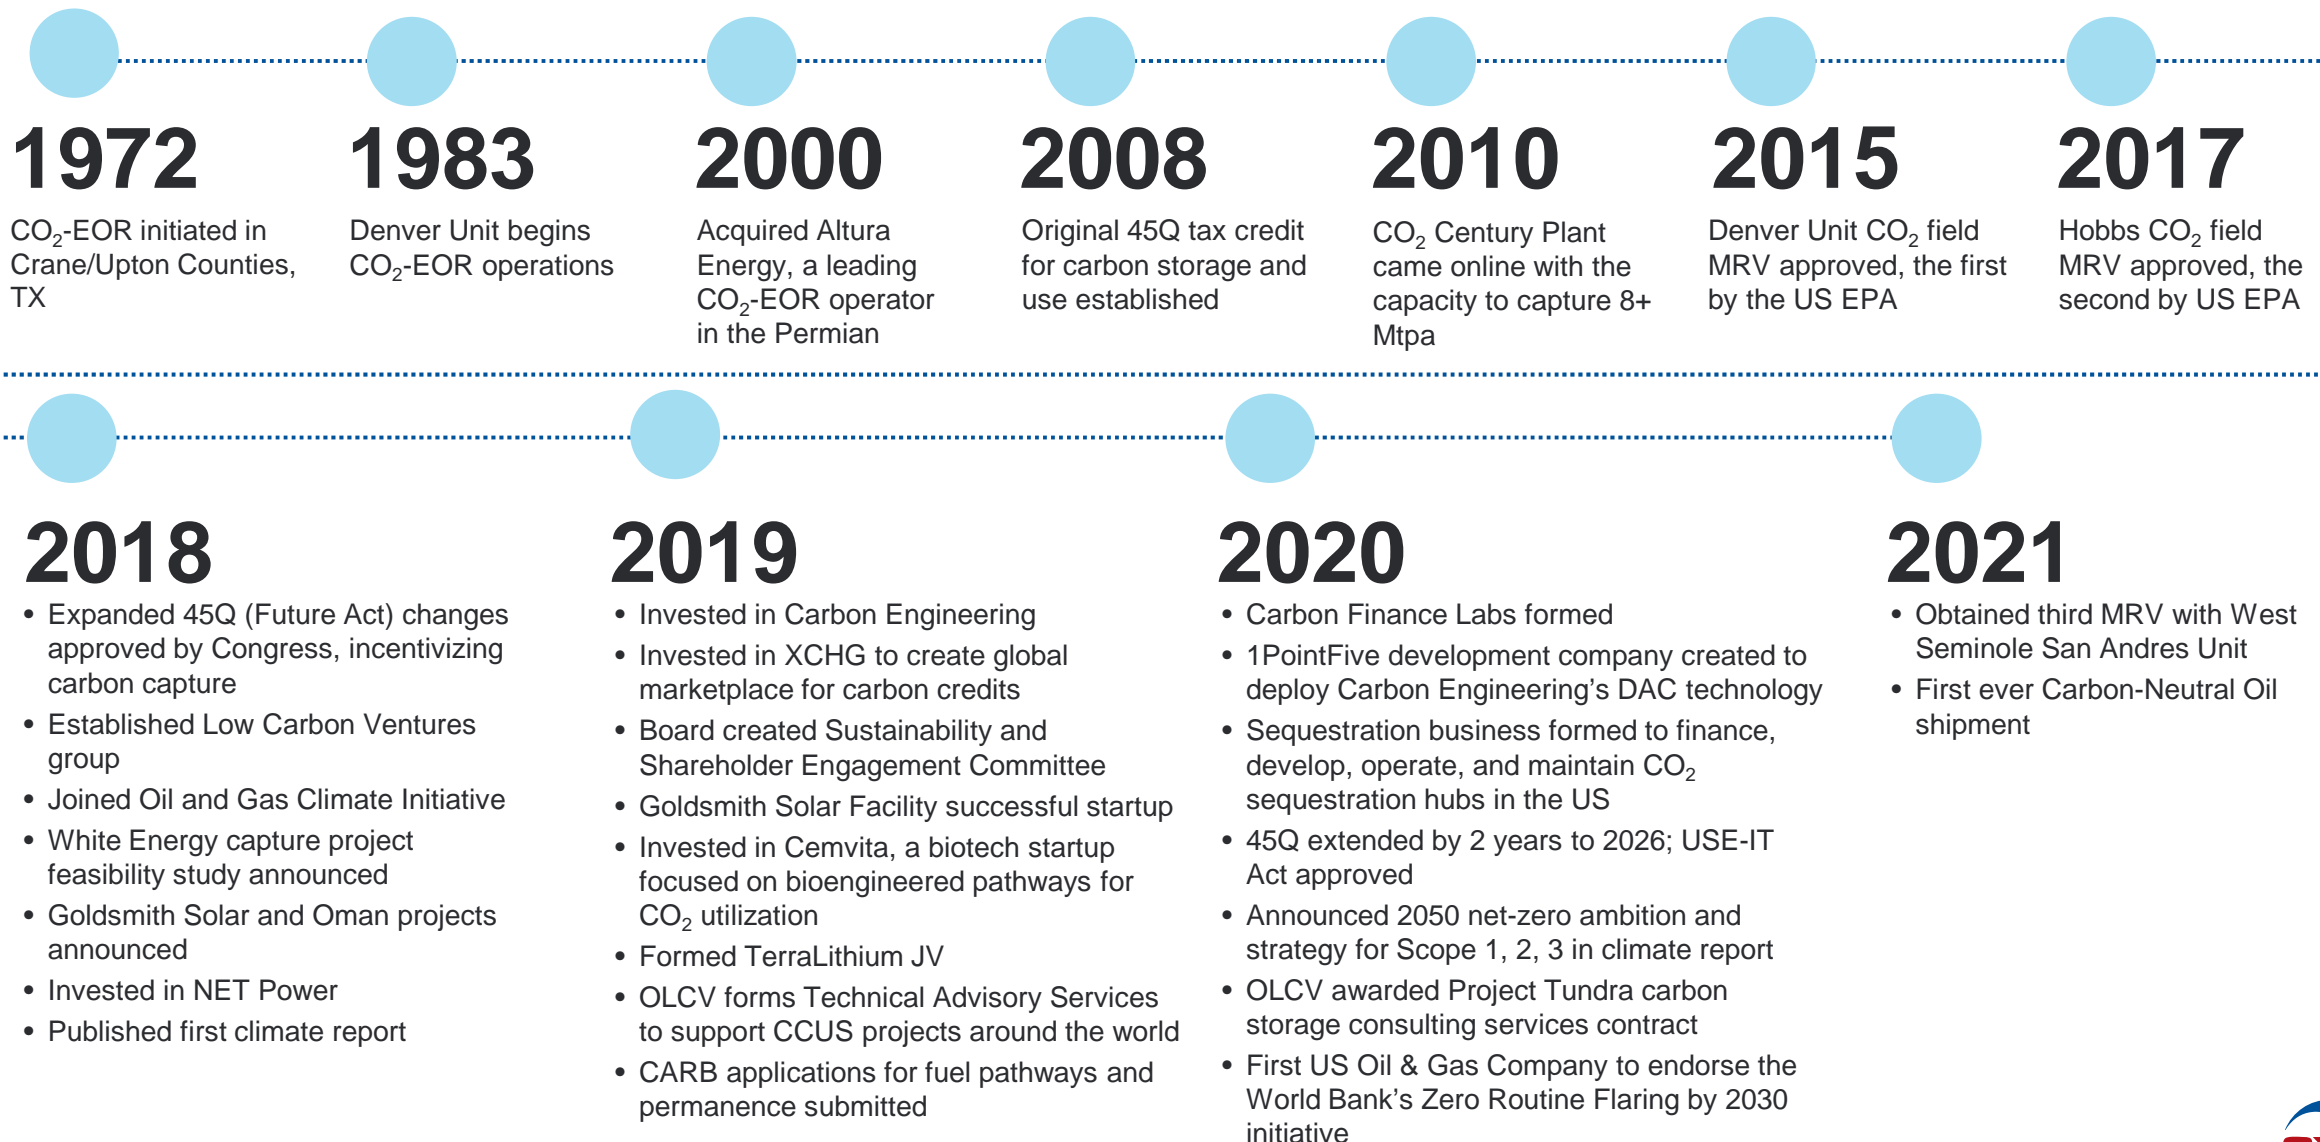 1972
CO₂-EOR initiated in
Crane/Upton Counties,
TX
1983
Denver Unit begins
CO₂-EOR operations
2000
Acquired Altura
Energy, a leading
CO₂-EOR operator
in the Permian
2008
Original 45Q tax credit
for carbon storage and
use established
2010
CO₂ Century Plant
came online with the
capacity to capture 8+
Mtpa
2015
Denver Unit CO₂ field
MRV approved, the first
by the US EPA
2017
Hobbs CO₂ field
MRV approved, the
second by US EPA
2018
• Expanded 45Q (Future Act) changes
approved by Congress, incentivizing
carbon capture
• Established Low Carbon Ventures
group
• Joined Oil and Gas Climate Initiative
• White Energy capture project
feasibility study announced
• Goldsmith Solar and Oman projects
announced
• Invested in NET Power
• Published first climate report
2019
• Invested in Carbon Engineering
• Invested in XCHG to create global
marketplace for carbon credits
• Board created Sustainability and
Shareholder Engagement Committee
• Goldsmith Solar Facility successful startup
• Invested in Cemvita, a biotech startup
focused on bioengineered pathways for
CO₂ utilization
• Formed TerraLithium JV
• OLCV forms Technical Advisory Services
to support CCUS projects around the world
• CARB applications for fuel pathways and
permanence submitted
2020
• Carbon Finance Labs formed
• 1PointFive development company created to
deploy Carbon Engineering’s DAC technology
• Sequestration business formed to finance,
develop, operate, and maintain CO₂
sequestration hubs in the US
• 45Q extended by 2 years to 2026; USE-IT
Act approved
• Announced 2050 net-zero ambition and
strategy for Scope 1, 2, 3 in climate report
• OLCV awarded Project Tundra carbon
storage consulting services contract
• First US Oil & Gas Company to endorse the
World Bank’s Zero Routine Flaring by 2030
initiative
2021
• Obtained third MRV with West
Seminole San Andres Unit
• First ever Carbon-Neutral Oil
shipment